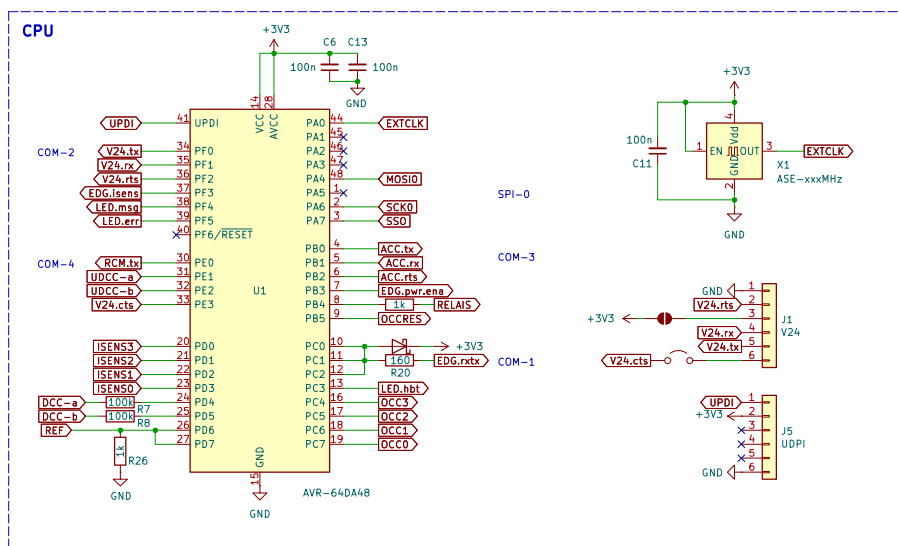 CPU
+3V3
C6 C13
100n 100n
GND
14 VCC
28 AVCC
UPDI 41 UPDI
COM-2
V24.tx 34 PF0
V24.rx 35 PF1
V24.rts 36 PF2
EDG.isens 37 PF3
LED.msg 38 PF4
LED.err 39 PF5
40 PF6/RESET
COM-4
RCM.tx 30 PE0
UDCC-a 31 PE1
UDCC-b 32 PE2
V24.cts 33 PE3
U1
ISENS3 20 PD0
ISENS2 21 PD1
ISENS1 22 PD2
ISENS0 23 PD3
DCC-a 100k R7 24 PD4
DCC-b 100k R8 25 PD5
REF 26 PD6
27 PD7
1k R26
GND
GND 15
GND
AVR-64DA48
PA0 44 EXTCLK
PA1 45
PA2 46
PA3 47
PA4 48 MOSI0
PA5 1
PA6 2 SCK0
PA7 3 SS0
SPI-0
PB0 4 ACC.tx
PB1 5 ACC.rx
PB2 6 ACC.rts
PB3 7 EDG.pwr.ena
PB4 8 1k RELAIS
PB5 9 OCCRES
COM-3
PC0 10 +3V3
PC1 11 160 EDG.rxtx
PC2 12 R20
PC3 13 LED.hbt
PC4 16 OCC3
PC5 17 OCC2
PC6 18 OCC1
PC7 19 OCC0
COM-1
+3V3
100n
C11
4
Vdd
1 EN OUT 3 EXTCLK
GND
2
X1
ASE-xxxMHz
GND
GND 1
V24.rts 2
+3V3 3
V24.rx 4
V24.tx 5
V24.cts 6
J1
V24
UPDI 1
+3V3 2
3
4
5
GND 6
J5
UDPI